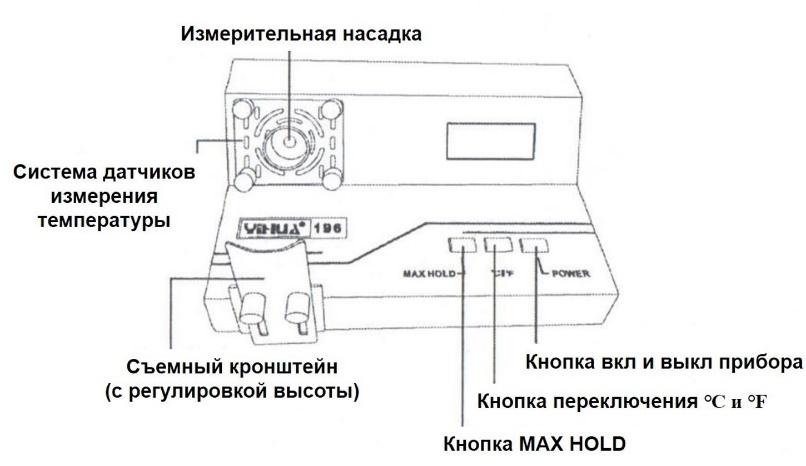 Измерительная насадка
Система датчиков
измерения
температуры
YIHUA® 196
MAX HOLD
°C/°F
POWER
Съемный кронштейн
(с регулировкой высоты)
Кнопка вкл и выкл прибора
Кнопка переключения °C и °F
Кнопка MAX HOLD